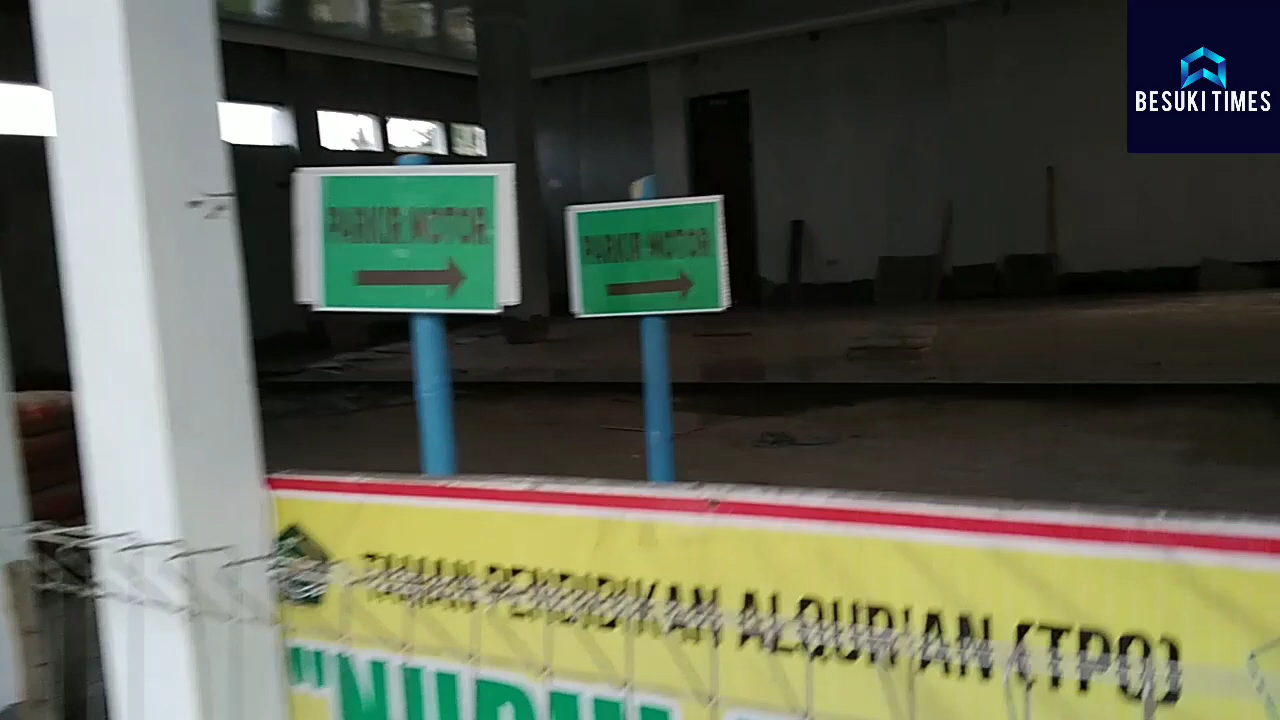 BESUKI TIMES
PARKIR MOTOR
PARKIR MOTOR
TAMAN PENDIDIKAN ALQUR'AN (TPQ)